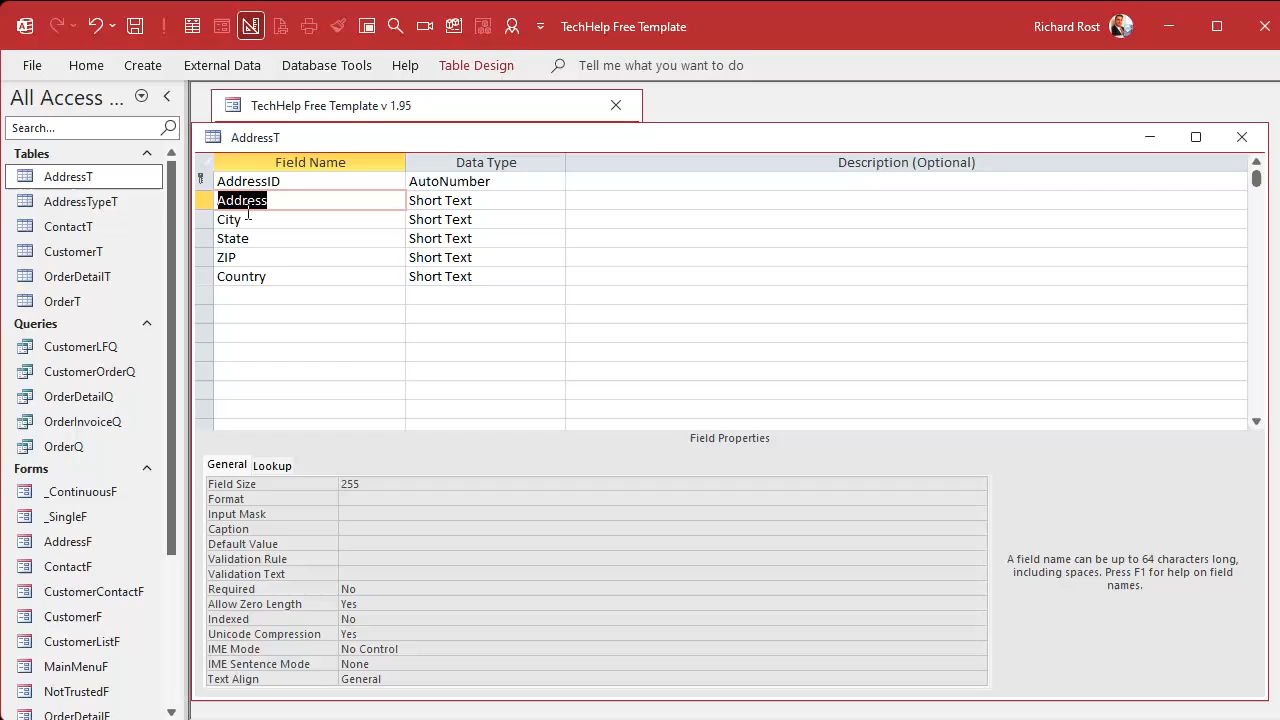 TechHelp Free Template
Richard Rost
File Home Create External Data Database Tools Help Table Design Tell me what you want to do
All Access ...
Search...
Tables
AddressT
AddressTypeT
ContactT
CustomerT
OrderDetailT
OrderT
Queries
CustomerLFQ
CustomerOrderQ
OrderDetailQ
OrderInvoiceQ
OrderQ
Forms
_ContinuousF
_SingleF
AddressF
ContactF
CustomerContactF
CustomerF
CustomerListF
MainMenuF
NotTrustedF
OrderDetailF
TechHelp Free Template v 1.95
AddressT
Field Name Data Type Description (Optional)
AddressID AutoNumber
Address Short Text
City Short Text
State Short Text
ZIP Short Text
Country Short Text
Field Properties
General Lookup
Field Size 255
Format
Input Mask
Caption
Default Value
Validation Rule
Validation Text
Required No
Allow Zero Length Yes
Indexed No
Unicode Compression Yes
IME Mode No Control
IME Sentence Mode None
Text Align General
A field name can be up to 64 characters long,
including spaces. Press F1 for help on field
names.